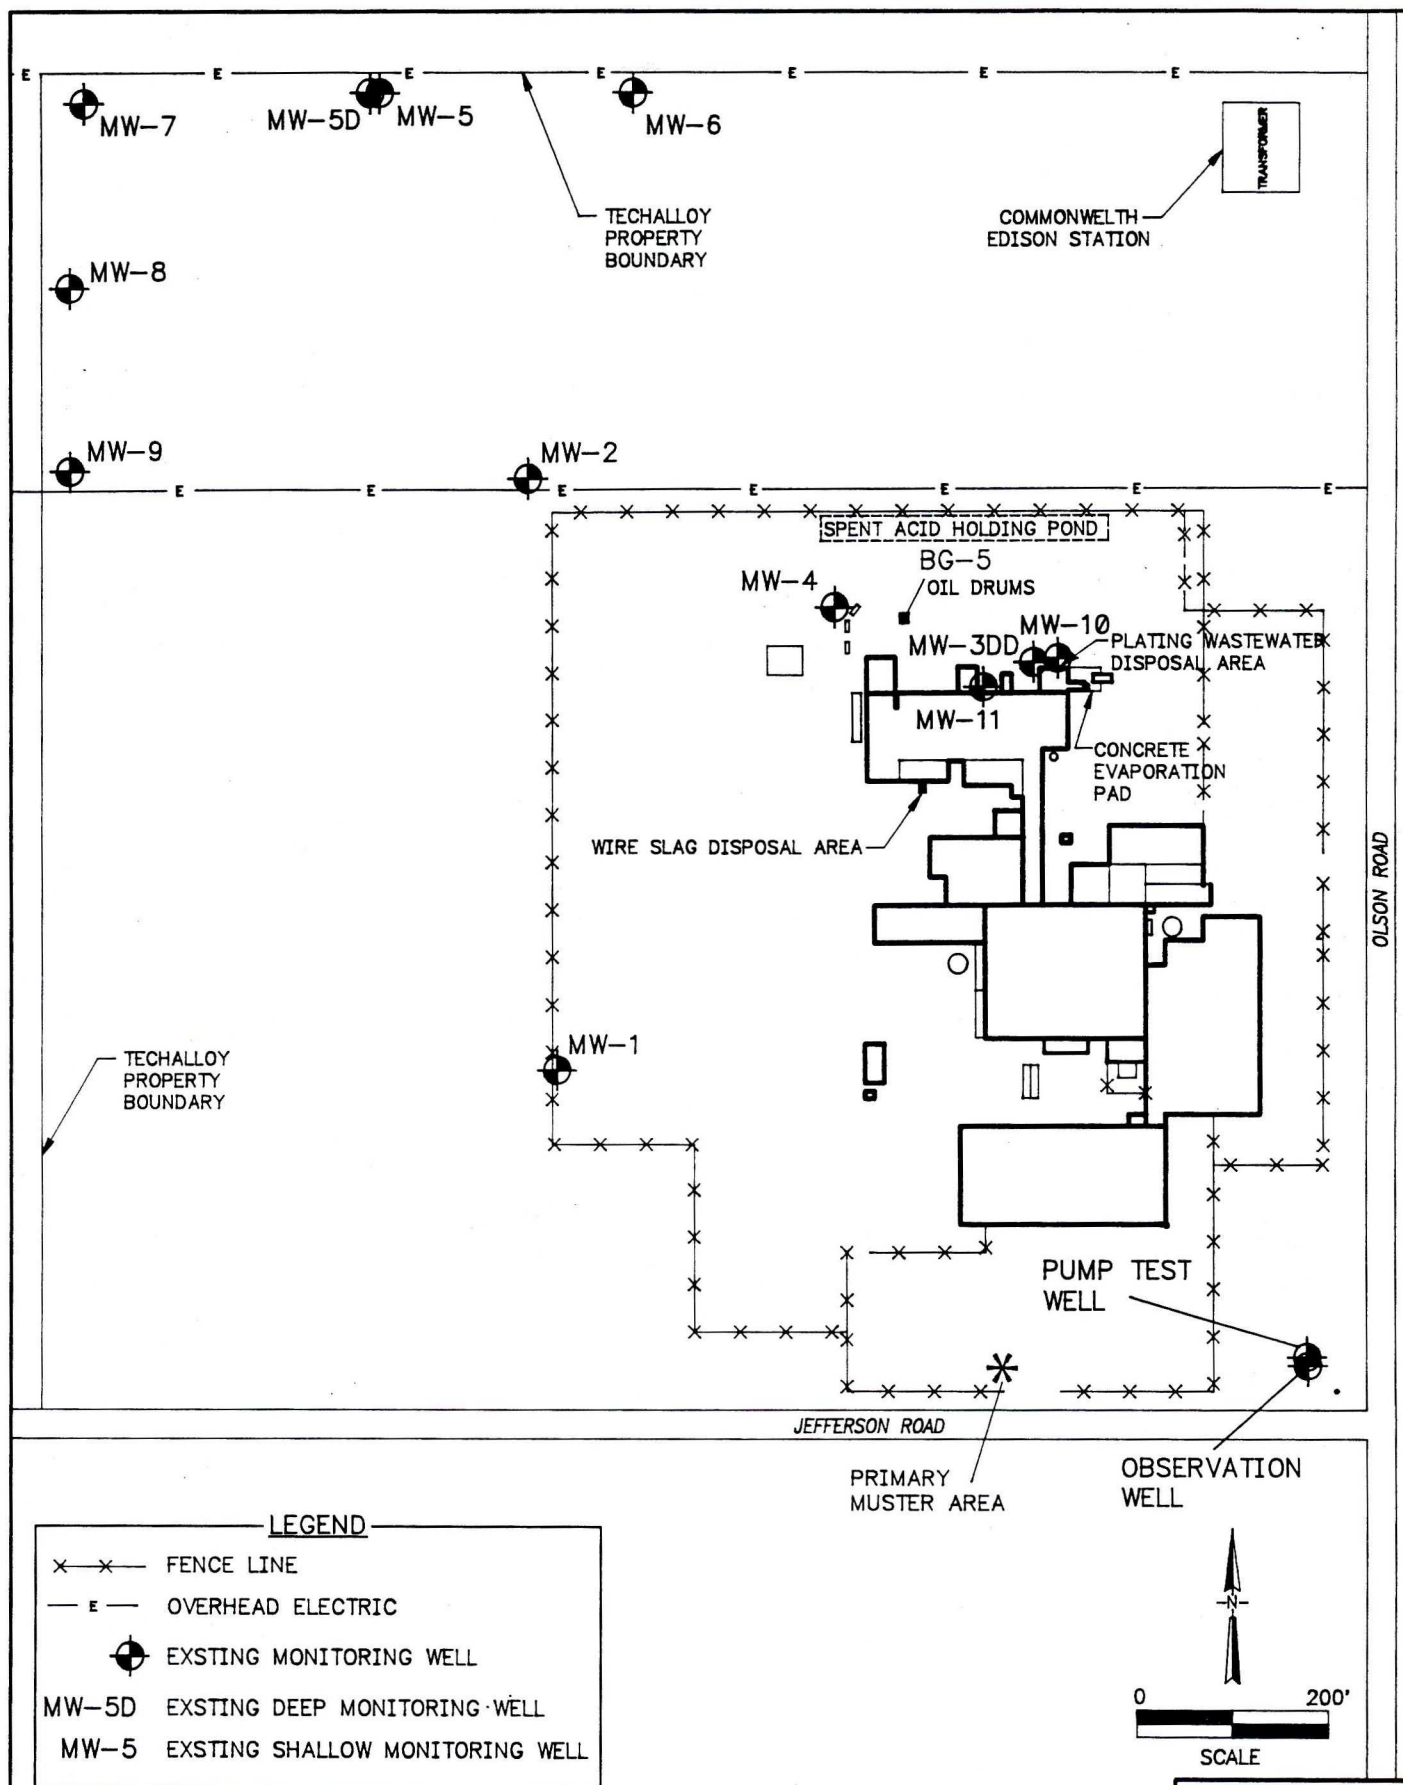 E E E E E E E
MW-7
MW-5D
MW-5
MW-6
TRANSFORMER
TECHALLOY
PROPERTY
BOUNDARY
COMMONWELTH
EDISON STATION
MW-8
MW-9
MW-2
E E E E E E E
SPENT ACID HOLDING POND
BG-5
OIL DRUMS
MW-4
MW-10
MW-3DD
PLATING WASTEWATER
DISPOSAL AREA
MW-11
CONCRETE
EVAPORATION
PAD
WIRE SLAG DISPOSAL AREA
OLSON ROAD
MW-1
TECHALLOY
PROPERTY
BOUNDARY
PUMP TEST
WELL
JEFFERSON ROAD
PRIMARY
MUSTER AREA
OBSERVATION
WELL
LEGEND
FENCE LINE
E OVERHEAD ELECTRIC
EXSTING MONITORING WELL
MW-5D EXSTING DEEP MONITORING WELL
MW-5 EXSTING SHALLOW MONITORING WELL
N
0 200'
SCALE